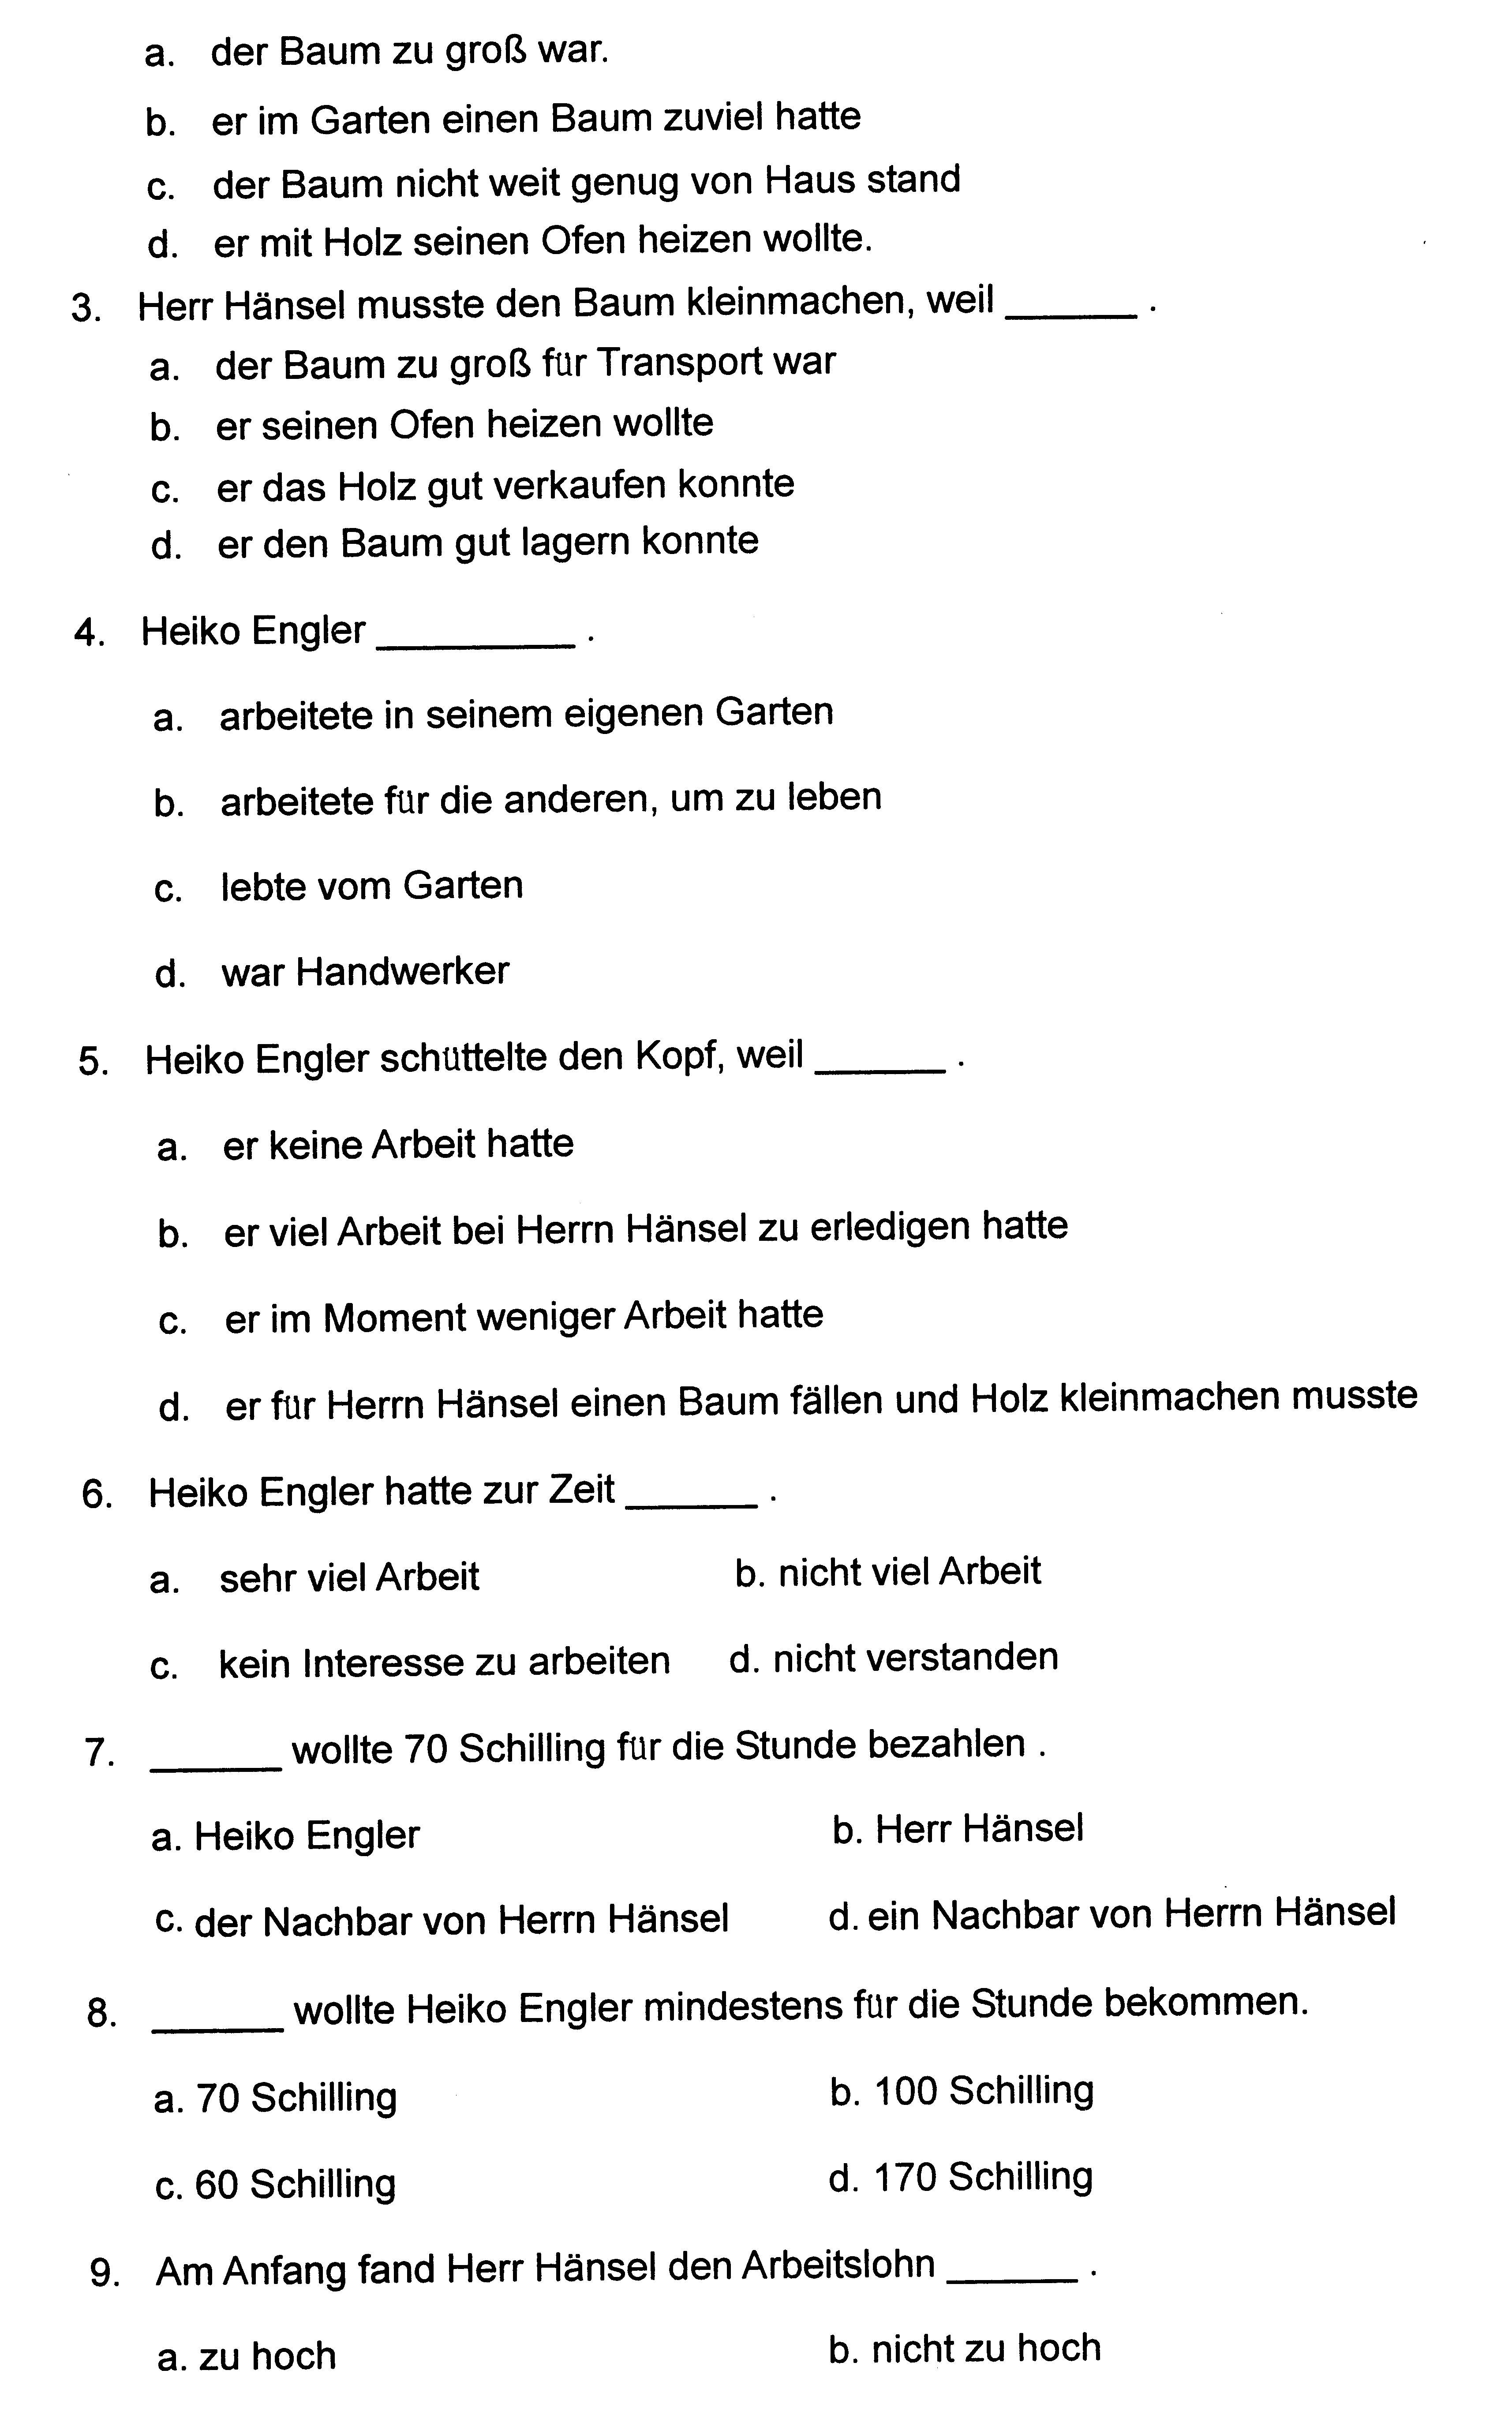 a. der Baum zu groß war.
b. er im Garten einen Baum zuviel hatte
c. der Baum nicht weit genug von Haus stand
d. er mit Holz seinen Ofen heizen wollte.
3. Herr Hänsel musste den Baum kleinmachen, weil ______ .
a. der Baum zu groß für Transport war
b. er seinen Ofen heizen wollte
c. er das Holz gut verkaufen konnte
d. er den Baum gut lagern konnte
4. Heiko Engler _________ .
a. arbeitete in seinem eigenen Garten
b. arbeitete für die anderen, um zu leben
c. lebte vom Garten
d. war Handwerker
5. Heiko Engler schüttelte den Kopf, weil ______ .
a. er keine Arbeit hatte
b. er viel Arbeit bei Herrn Hänsel zu erledigen hatte
c. er im Moment weniger Arbeit hatte
d. er für Herrn Hänsel einen Baum fällen und Holz kleinmachen musste
6. Heiko Engler hatte zur Zeit ______ .
a. sehr viel Arbeit b. nicht viel Arbeit
c. kein Interesse zu arbeiten d. nicht verstanden
7. ______ wollte 70 Schilling für die Stunde bezahlen .
a. Heiko Engler b. Herr Hänsel
c. der Nachbar von Herrn Hänsel d. ein Nachbar von Herrn Hänsel
8. ______ wollte Heiko Engler mindestens für die Stunde bekommen.
a. 70 Schilling b. 100 Schilling
c. 60 Schilling d. 170 Schilling
9. Am Anfang fand Herr Hänsel den Arbeitslohn ______ .
a. zu hoch b. nicht zu hoch